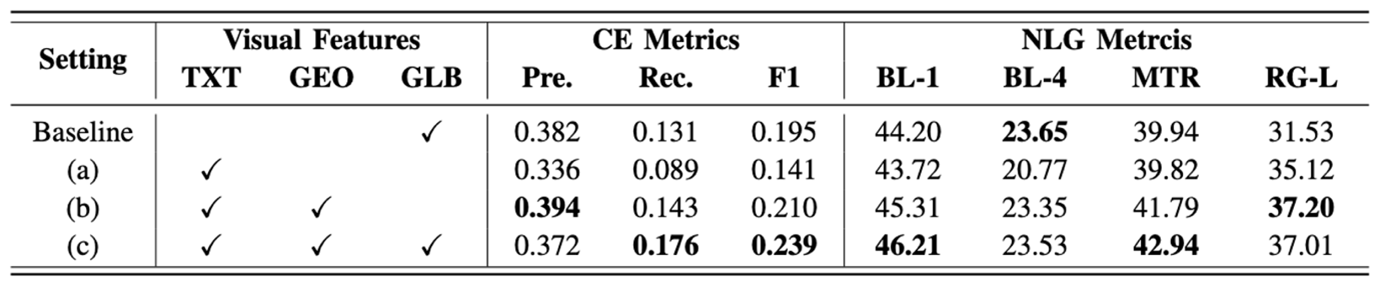 Setting Visual Features CE Metrics NLG Metrcis
TXT GEO GLB Pre. Rec. F1 BL-1 BL-4 MTR RG-L
Baseline ✓ 0.382 0.131 0.195 44.20 23.65 39.94 31.53
(a) ✓ 0.336 0.089 0.141 43.72 20.77 39.82 35.12
(b) ✓ ✓ 0.394 0.143 0.210 45.31 23.35 41.79 37.20
(c) ✓ ✓ ✓ 0.372 0.176 0.239 46.21 23.53 42.94 37.01